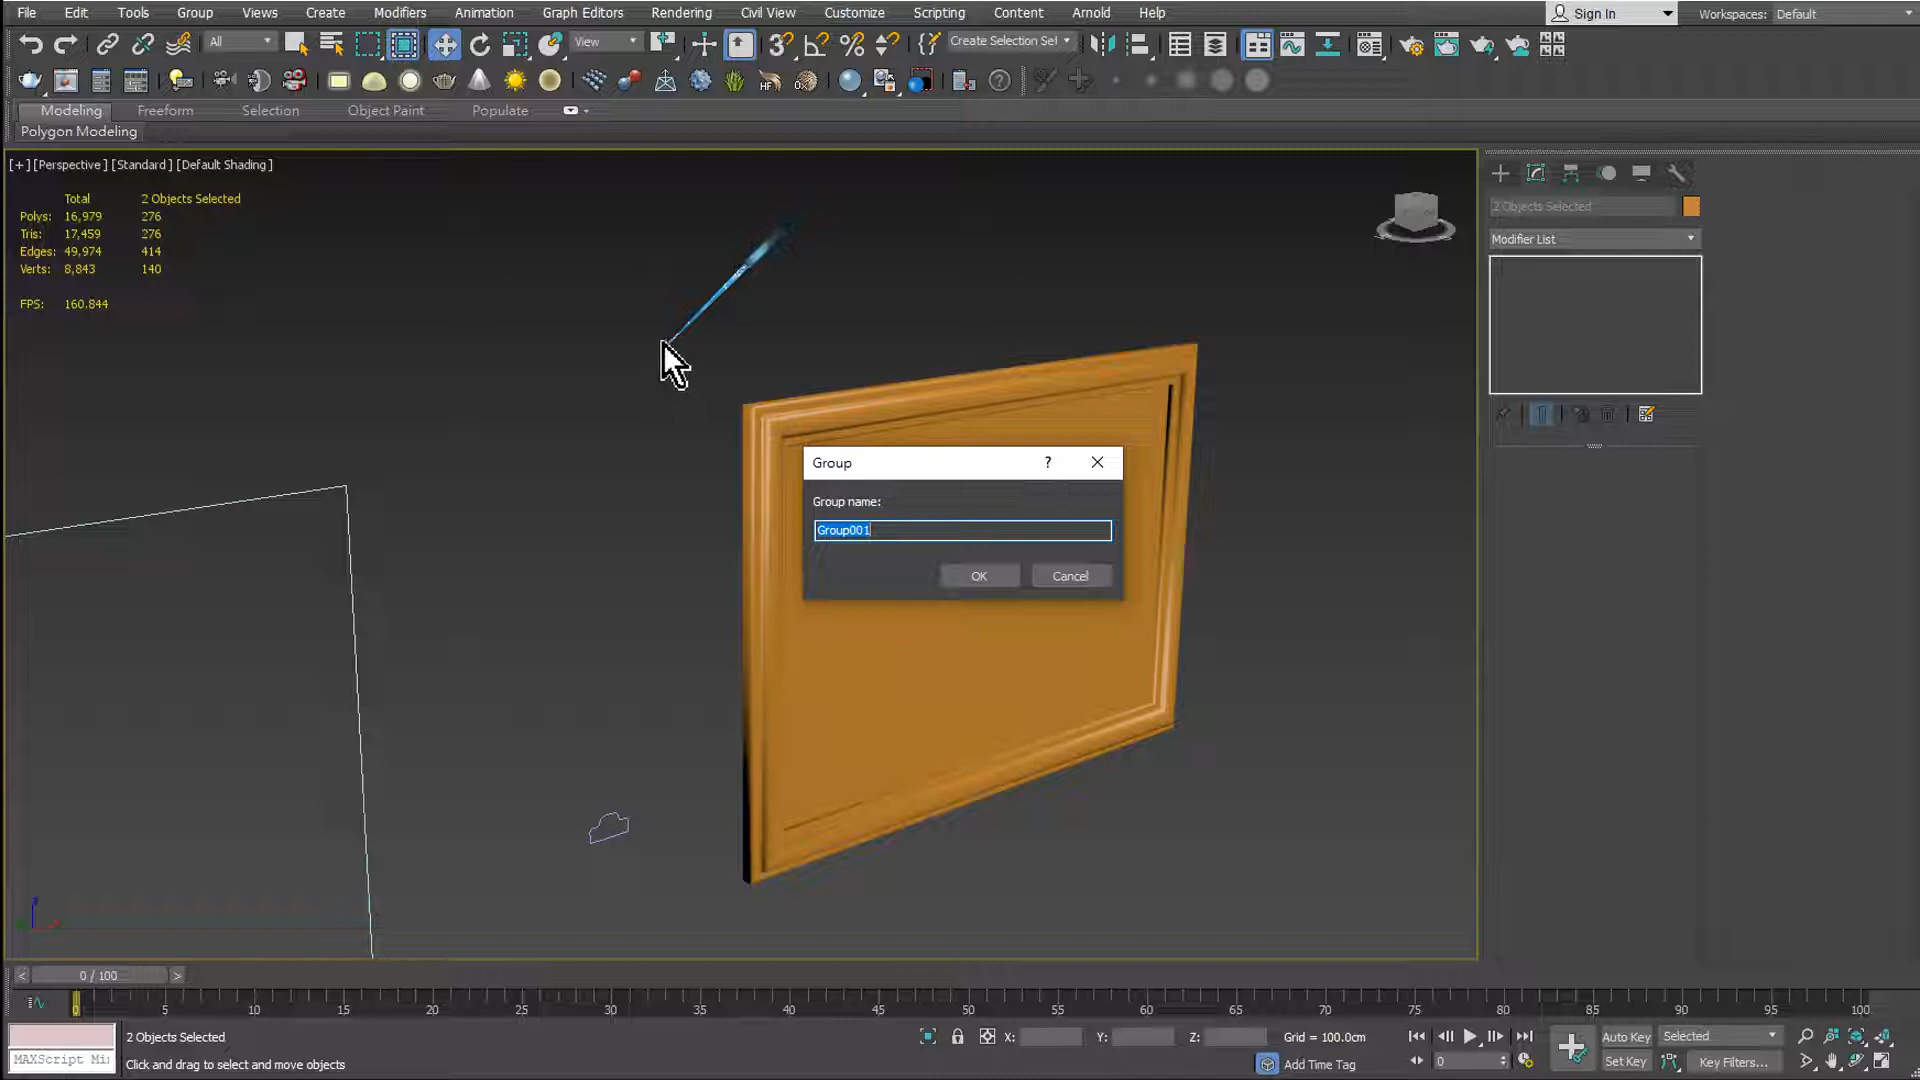 File Edit Tools Group Views Create Modifiers Animation Graph Editors Rendering Civil View Customize Scripting Content Arnold Help Sign In Workspaces: Default
All View Create Selection Set
Modeling Freeform Selection Object Paint Populate
Polygon Modeling
[+] [Perspective ] [Standard ] [Default Shading ]
Total 2 Objects Selected
Polys: 16,979 276
Tris: 17,459 276
Edges: 49,974 414
Verts: 8,843 140
FPS: 160.844
2 Objects Selected
Modifier List
Group ?
Group name:
Group001
OK Cancel
< 0 / 100 >
0 5 10 15 20 25 30 35 40 45 50 55 60 65 70 75 80 85 90 95 100
2 Objects Selected X: Y: Z: Grid = 100.0cm Auto Key Selected
MAXScript Mi
Click and drag to select and move objects Add Time Tag 0 Set Key Key Filters...